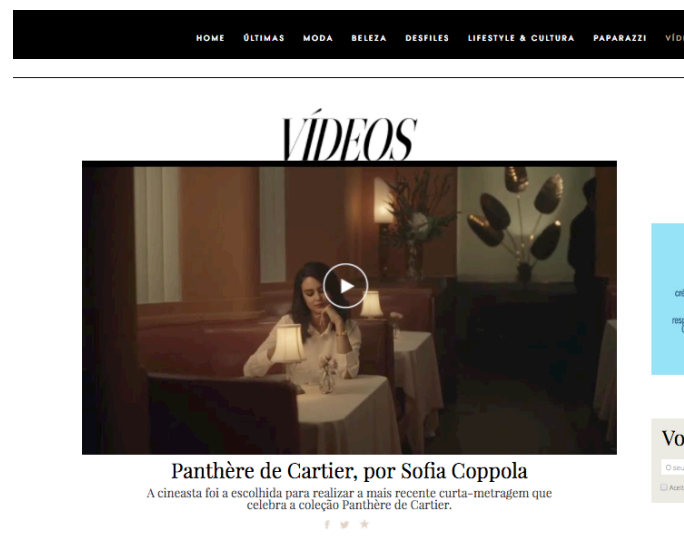 HOME ÚLTIMAS MODA BELEZA DESFILES LIFESTYLE & CULTURA PAPARAZZI
VÍDEOS
Panthère de Cartier, por Sofia Coppola
A cineasta foi a escolhida para realizar a mais recente curta-metragem que
celebra a coleção Panthère de Cartier.
O seu